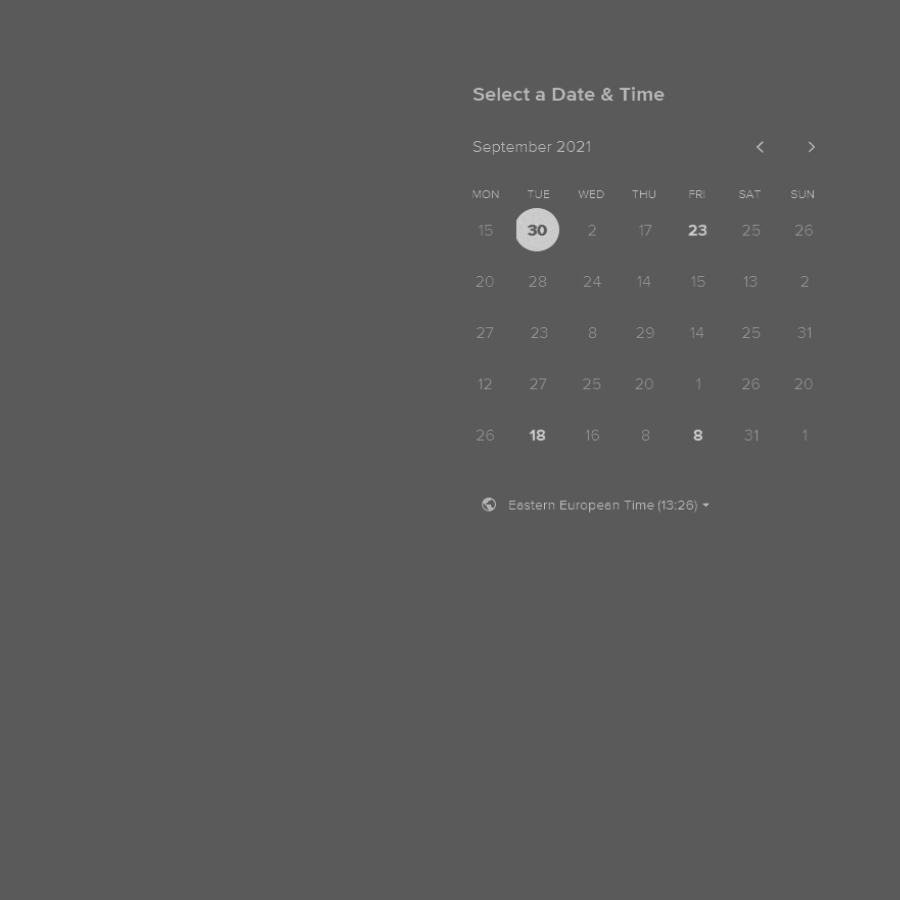 Select a Date & Time
September 2021
MON TUE WED THU FRI SAT SUN
15 30 2 17 23 25 26
20 28 24 14 15 13 2
27 23 8 29 14 25 31
12 27 25 20 1 26 20
26 18 16 8 8 31 1
Eastern European Time (13:26)